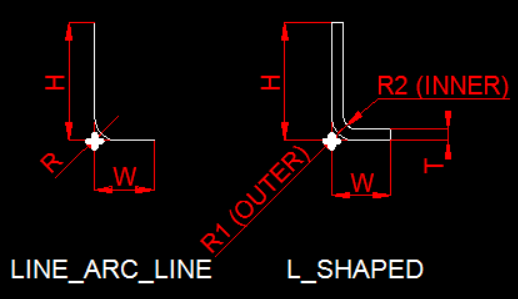 H
R
W
LINE_ARC_LINE
H
R2 (INNER)
T
W
R1 (OUTER)
L_SHAPED